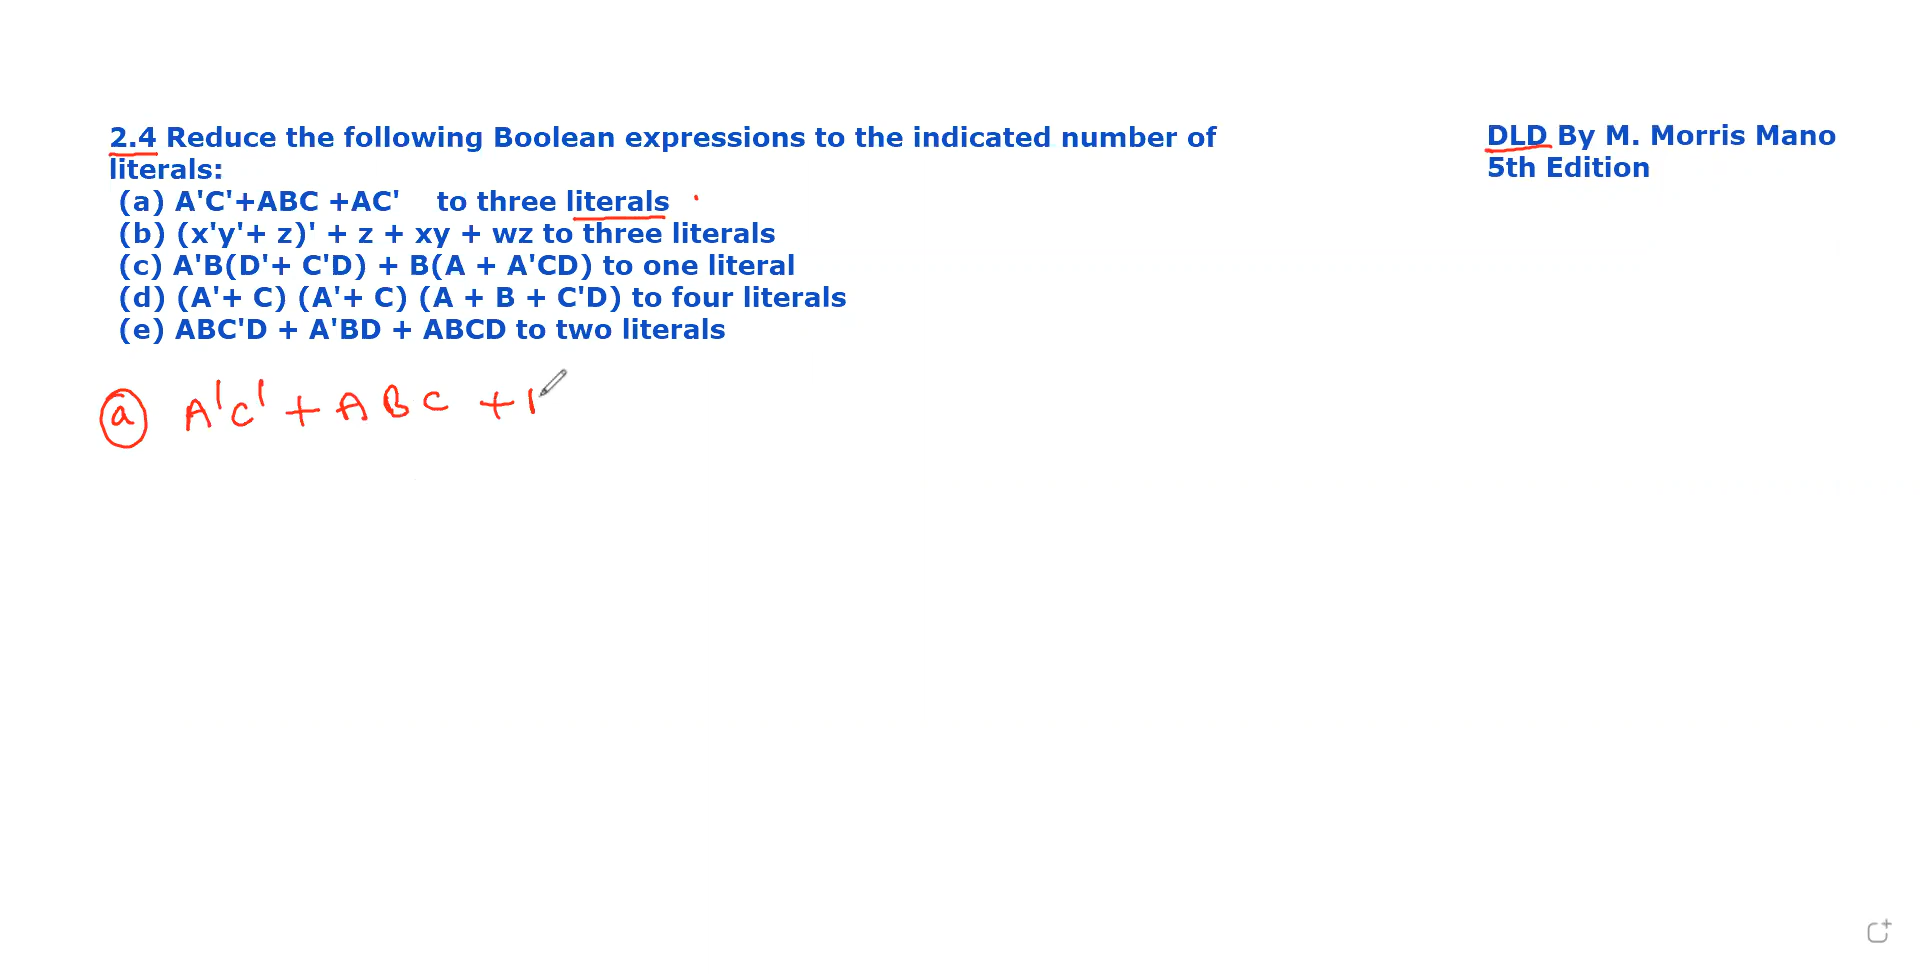 2.4 Reduce the following Boolean expressions to the indicated number of
literals:
(a) A'C'+ABC +AC' to three literals
(b) (x'y'+ z)' + z + xy + wz to three literals
(c) A'B(D'+ C'D) + B(A + A'CD) to one literal
(d) (A'+ C) (A'+ C) (A + B + C'D) to four literals
(e) ABC'D + A'BD + ABCD to two literals
DLD By M. Morris Mano
5th Edition
a A'C' + ABC +